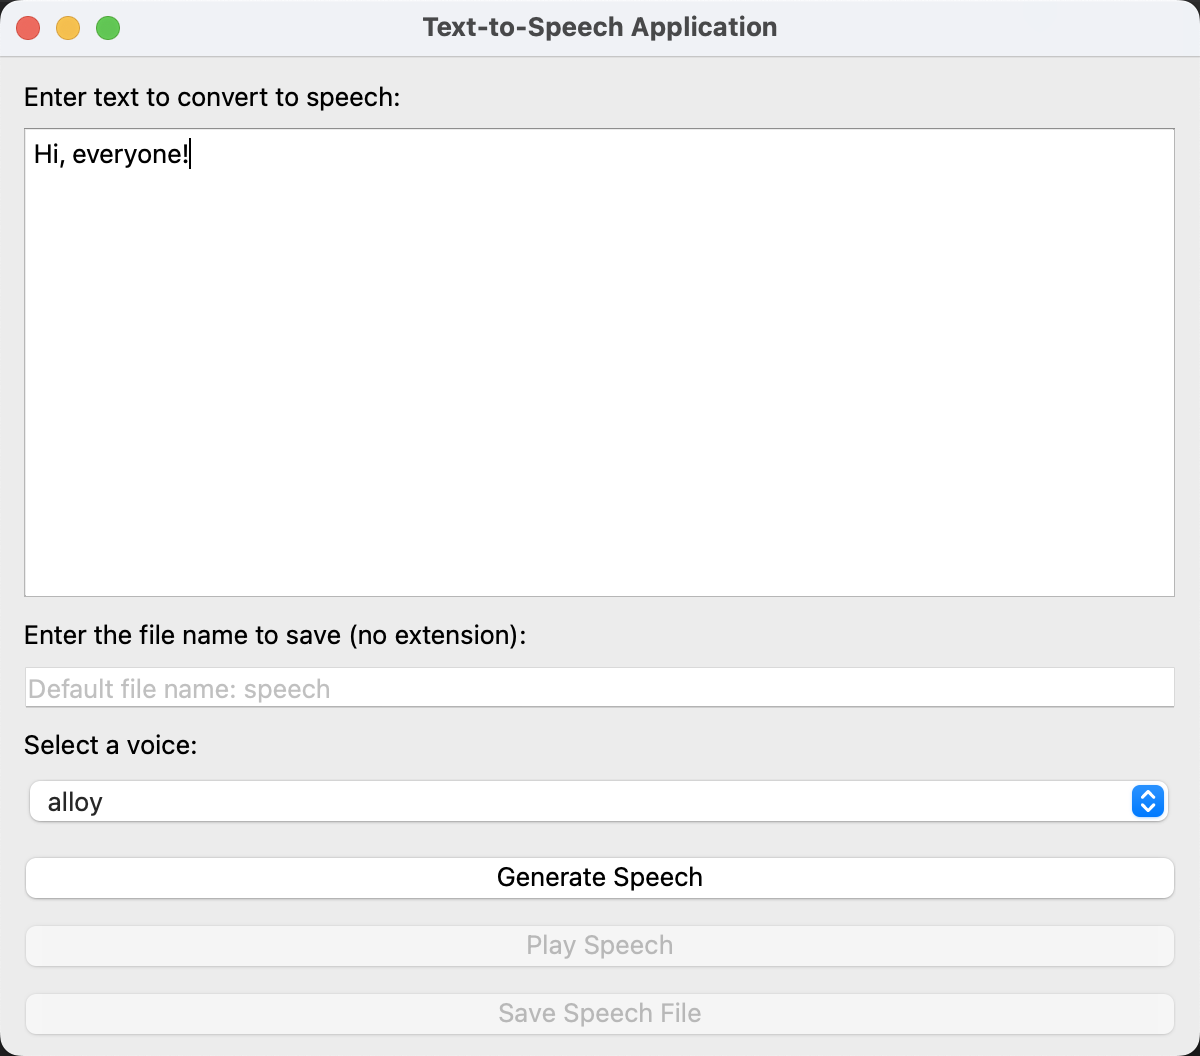 Text-to-Speech Application
Enter text to convert to speech:
Hi, everyone!
Enter the file name to save (no extension):
Default file name: speech
Select a voice:
alloy
Generate Speech
Play Speech
Save Speech File